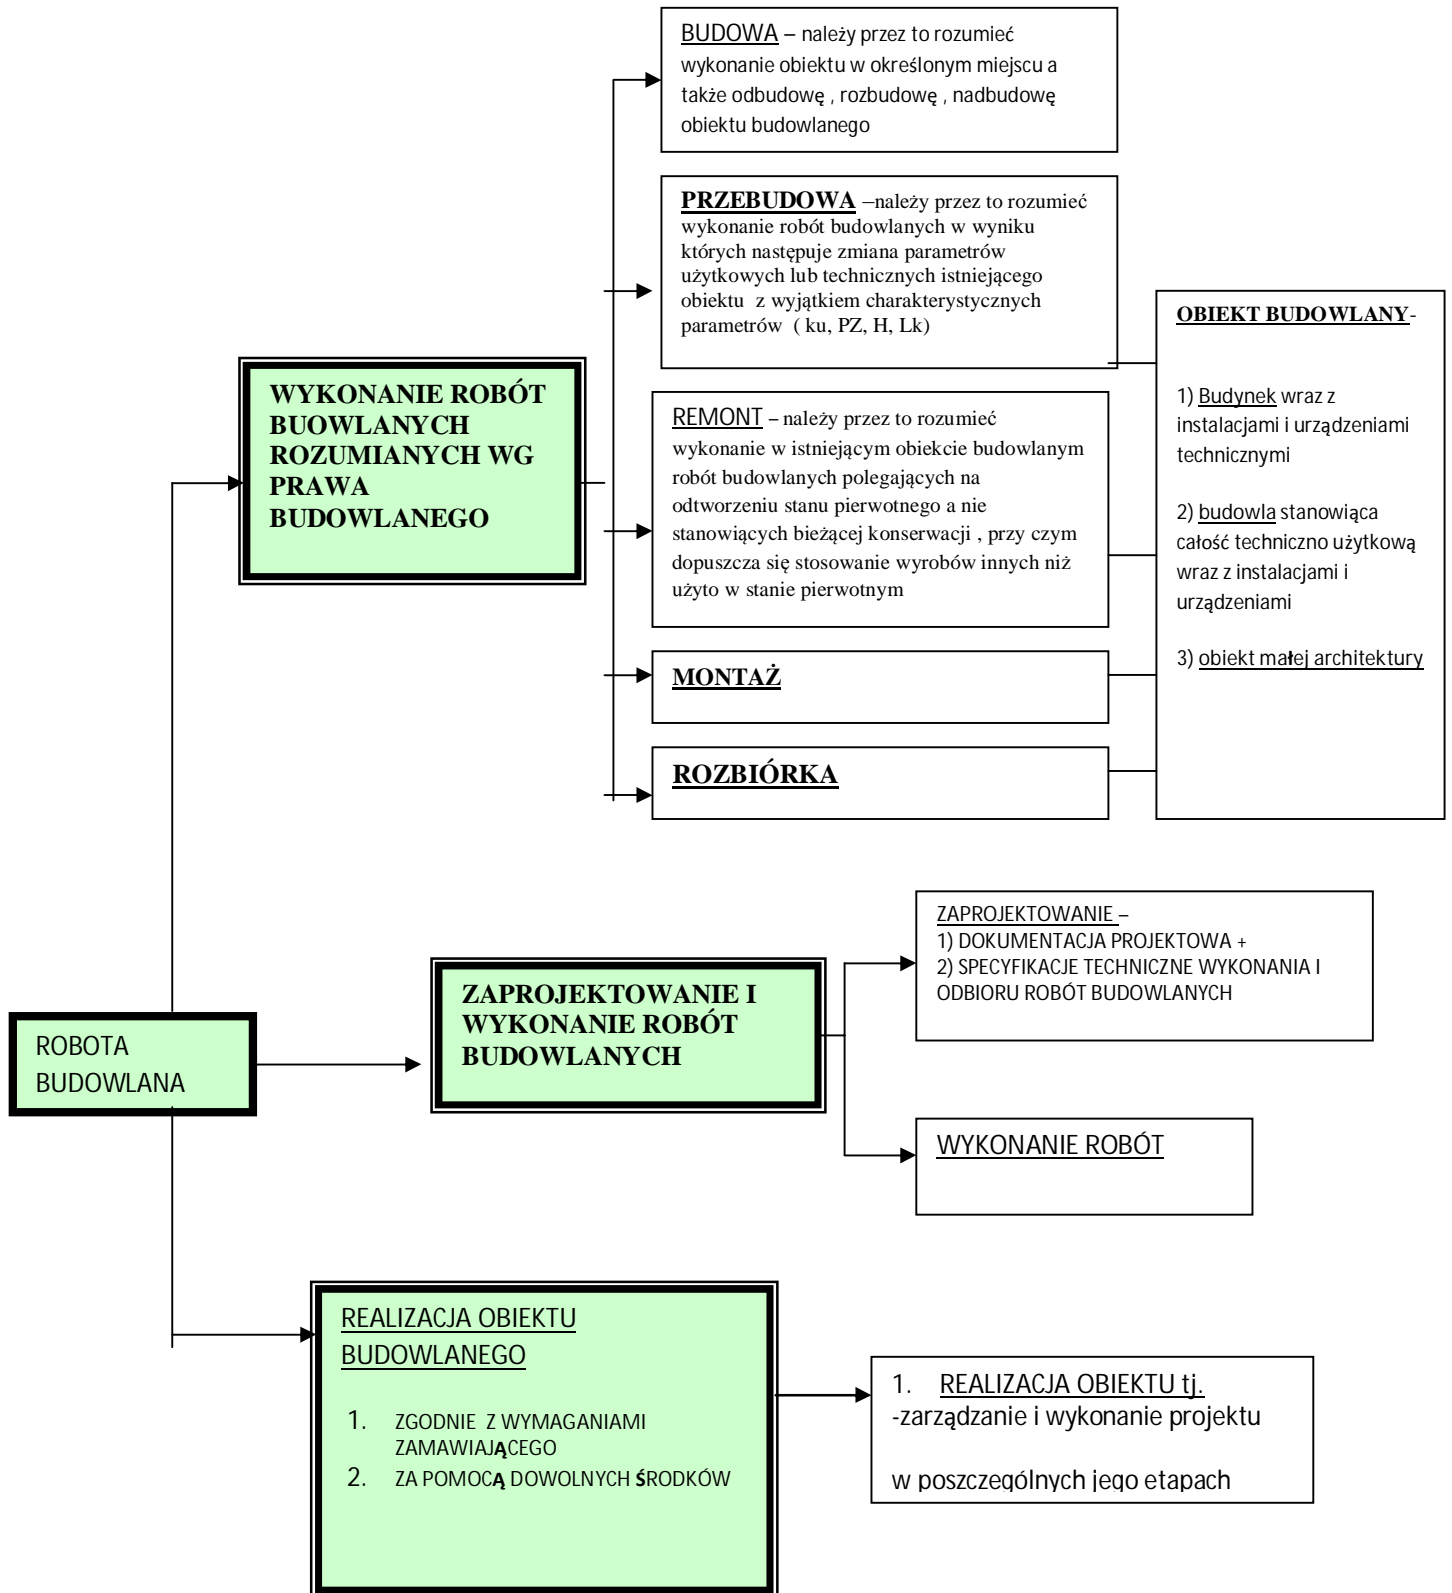 BUDOWA – należy przez to rozumieć
wykonanie obiektu w określonym miejscu a
także odbudowę , rozbudowę , nadbudowę
obiektu budowlanego
PRZEBUDOWA –należy przez to rozumieć
wykonanie robót budowlanych w wyniku
których następuje zmiana parametrów
użytkowych lub technicznych istniejącego
obiektu z wyjątkiem charakterystycznych
parametrów ( ku, PZ, H, Lk)
OBIEKT BUDOWLANY-
1) Budynek wraz z
instalacjami i urządzeniami
technicznymi
2) budowla stanowiąca
całość techniczno użytkową
wraz z instalacjami i
urządzeniami
3) obiekt małej architektury
WYKONANIE ROBÓT
BUOWLANYCH
ROZUMIANYCH WG
PRAWA
BUDOWLANEGO
REMONT – należy przez to rozumieć
wykonanie w istniejącym obiekcie budowlanym
robót budowlanych polegających na
odtworzeniu stanu pierwotnego a nie
stanowiących bieżącej konserwacji , przy czym
dopuszcza się stosowanie wyrobów innych niż
użyto w stanie pierwotnym
MONTAŻ
ROZBIÓRKA
ZAPROJEKTOWANIE –
1) DOKUMENTACJA PROJEKTOWA +
2) SPECYFIKACJE TECHNICZNE WYKONANIA I
ODBIORU ROBÓT BUDOWLANYCH
ZAPROJEKTOWANIE I
WYKONANIE ROBÓT
BUDOWLANYCH
ROBOTA
BUDOWLANA
WYKONANIE ROBÓT
REALIZACJA OBIEKTU
BUDOWLANEGO
1. ZGODNIE Z WYMAGANIAMI
ZAMAWIAJĄCEGO
2. ZA POMOCĄ DOWOLNYCH ŚRODKÓW
1. REALIZACJA OBIEKTU tj.
-zarządzanie i wykonanie projektu
w poszczególnych jego etapach